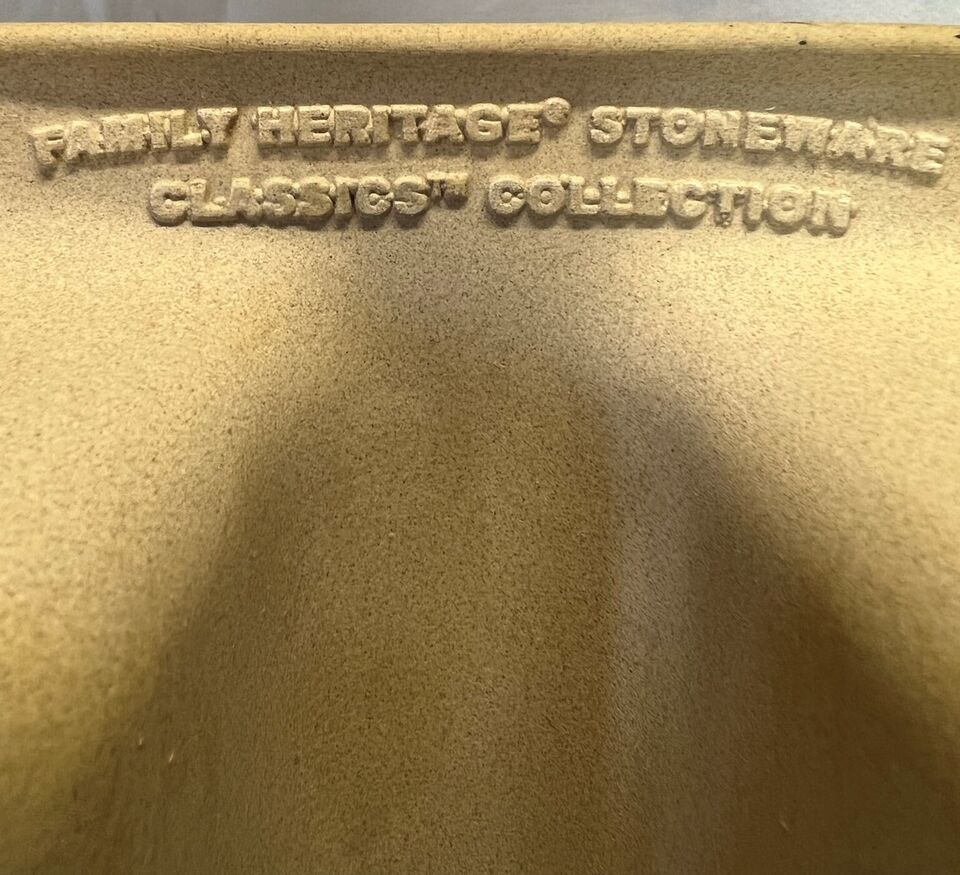 FAMILY HERITAGE® STONEWARE
CLASSICS™ COLLECTION